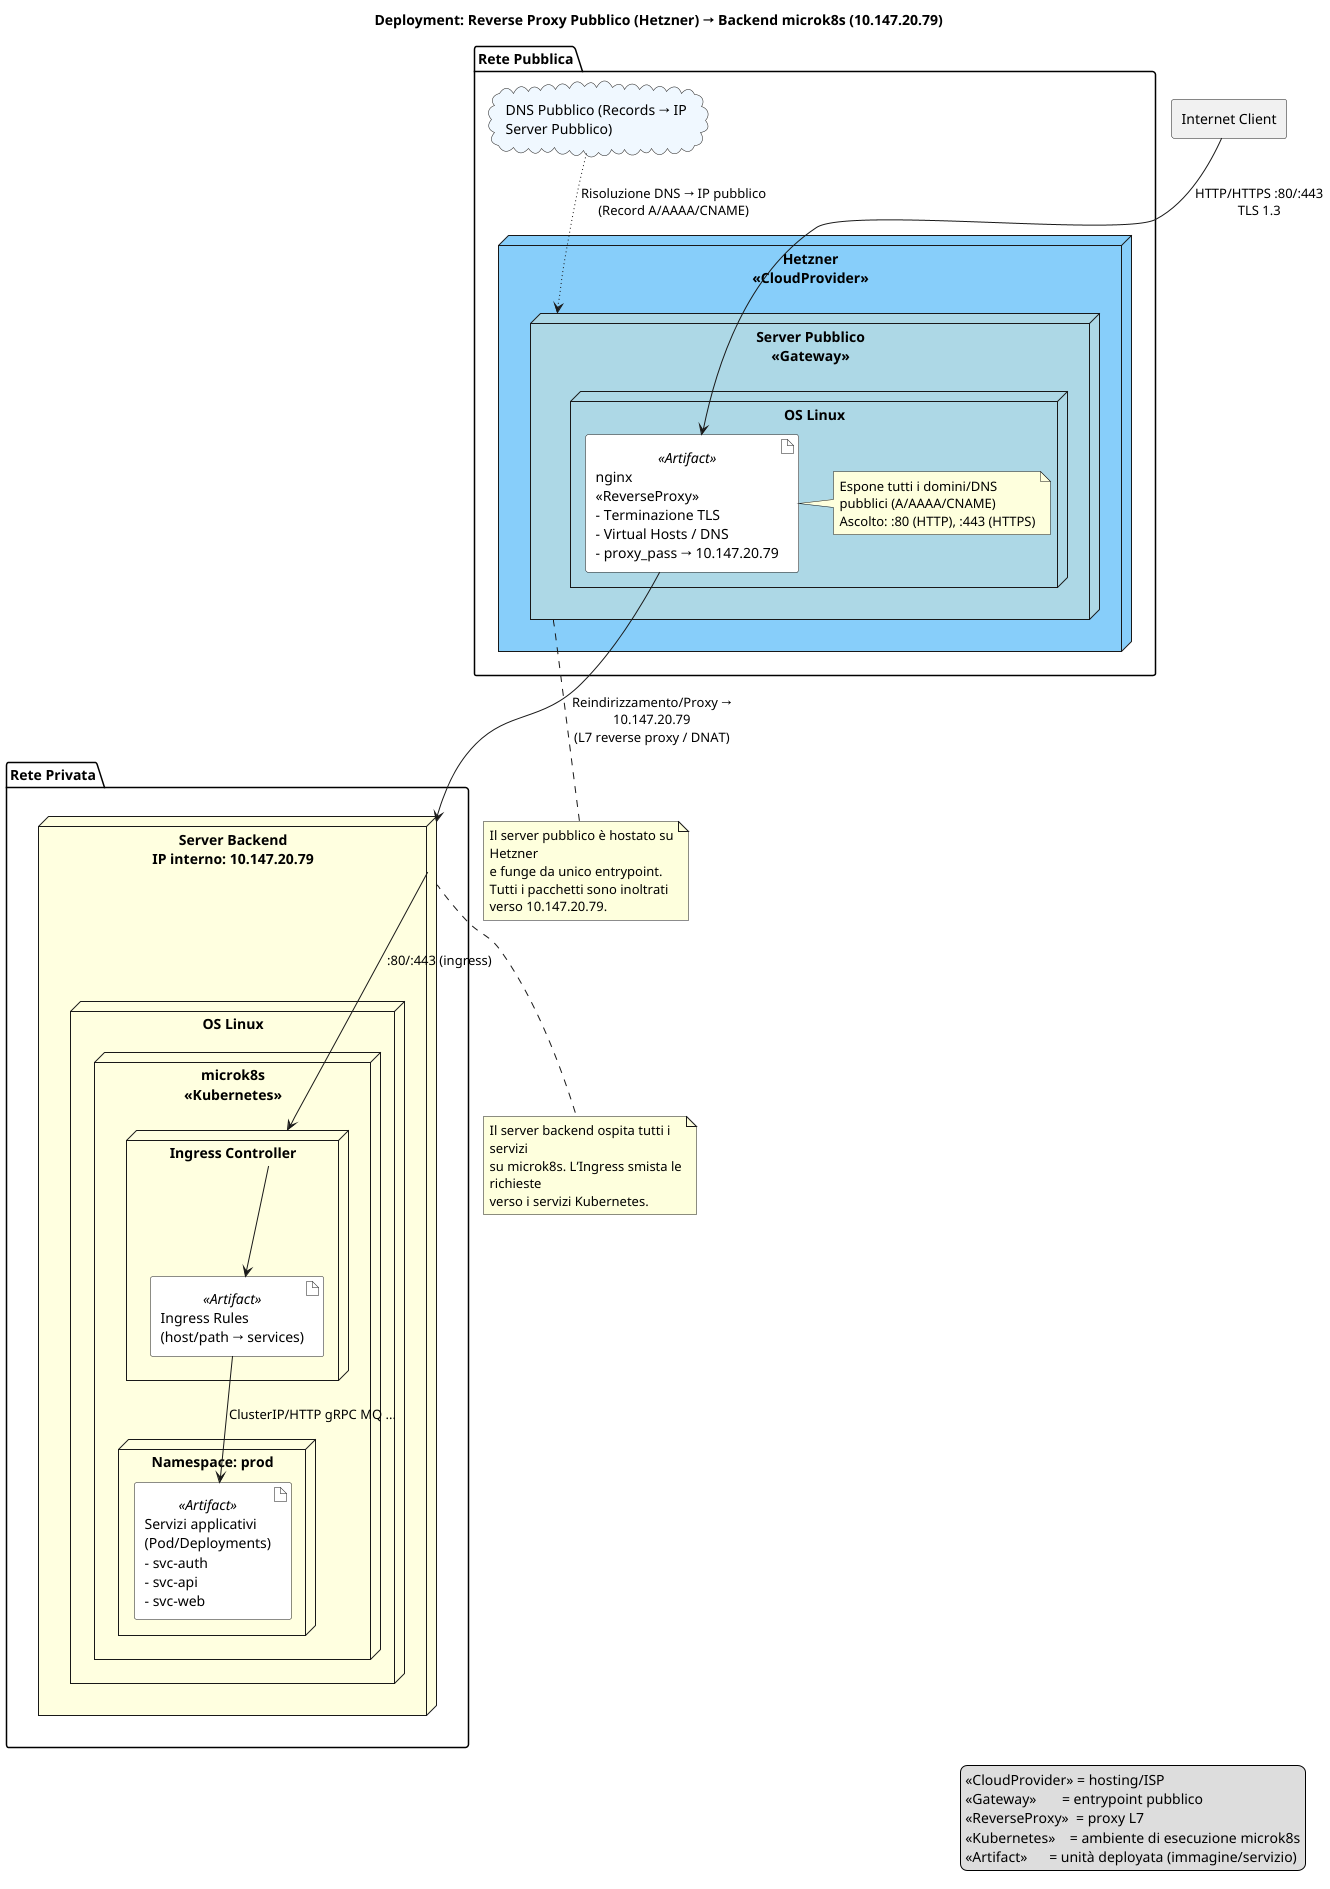 Deployment: Reverse Proxy Pubblico (Hetzner) → Backend microk8s (10.147.20.79)
Rete Pubblica
DNS Pubblico (Records → IP
Server Pubblico)
Internet Client
Risoluzione DNS → IP pubblico
(Record A/AAAA/CNAME)
HTTP/HTTPS :80/:443
TLS 1.3
Hetzner
«CloudProvider»
Server Pubblico
«Gateway»
OS Linux
«Artifact»
nginx
«ReverseProxy»
- Terminazione TLS
- Virtual Hosts / DNS
- proxy_pass → 10.147.20.79
Espone tutti i domini/DNS
pubblici (A/AAAA/CNAME)
Ascolto: :80 (HTTP), :443 (HTTPS)
Reindirizzamento/Proxy →
10.147.20.79
(L7 reverse proxy / DNAT)
Rete Privata
Server Backend
IP interno: 10.147.20.79
Il server pubblico è hostato su
Hetzner
e funge da unico entrypoint.
Tutti i pacchetti sono inoltrati
verso 10.147.20.79.
:80/:443 (ingress)
OS Linux
microk8s
«Kubernetes»
Ingress Controller
Il server backend ospita tutti i
servizi
su microk8s. L'Ingress smista le
richieste
verso i servizi Kubernetes.
«Artifact»
Ingress Rules
(host/path → services)
ClusterIP/HTTP gRPC MQ ...
Namespace: prod
«Artifact»
Servizi applicativi
(Pod/Deployments)
- svc-auth
- svc-api
- svc-web
«CloudProvider» = hosting/ISP
«Gateway» = entrypoint pubblico
«ReverseProxy» = proxy L7
«Kubernetes» = ambiente di esecuzione microk8s
«Artifact» = unità deployata (immagine/servizio)